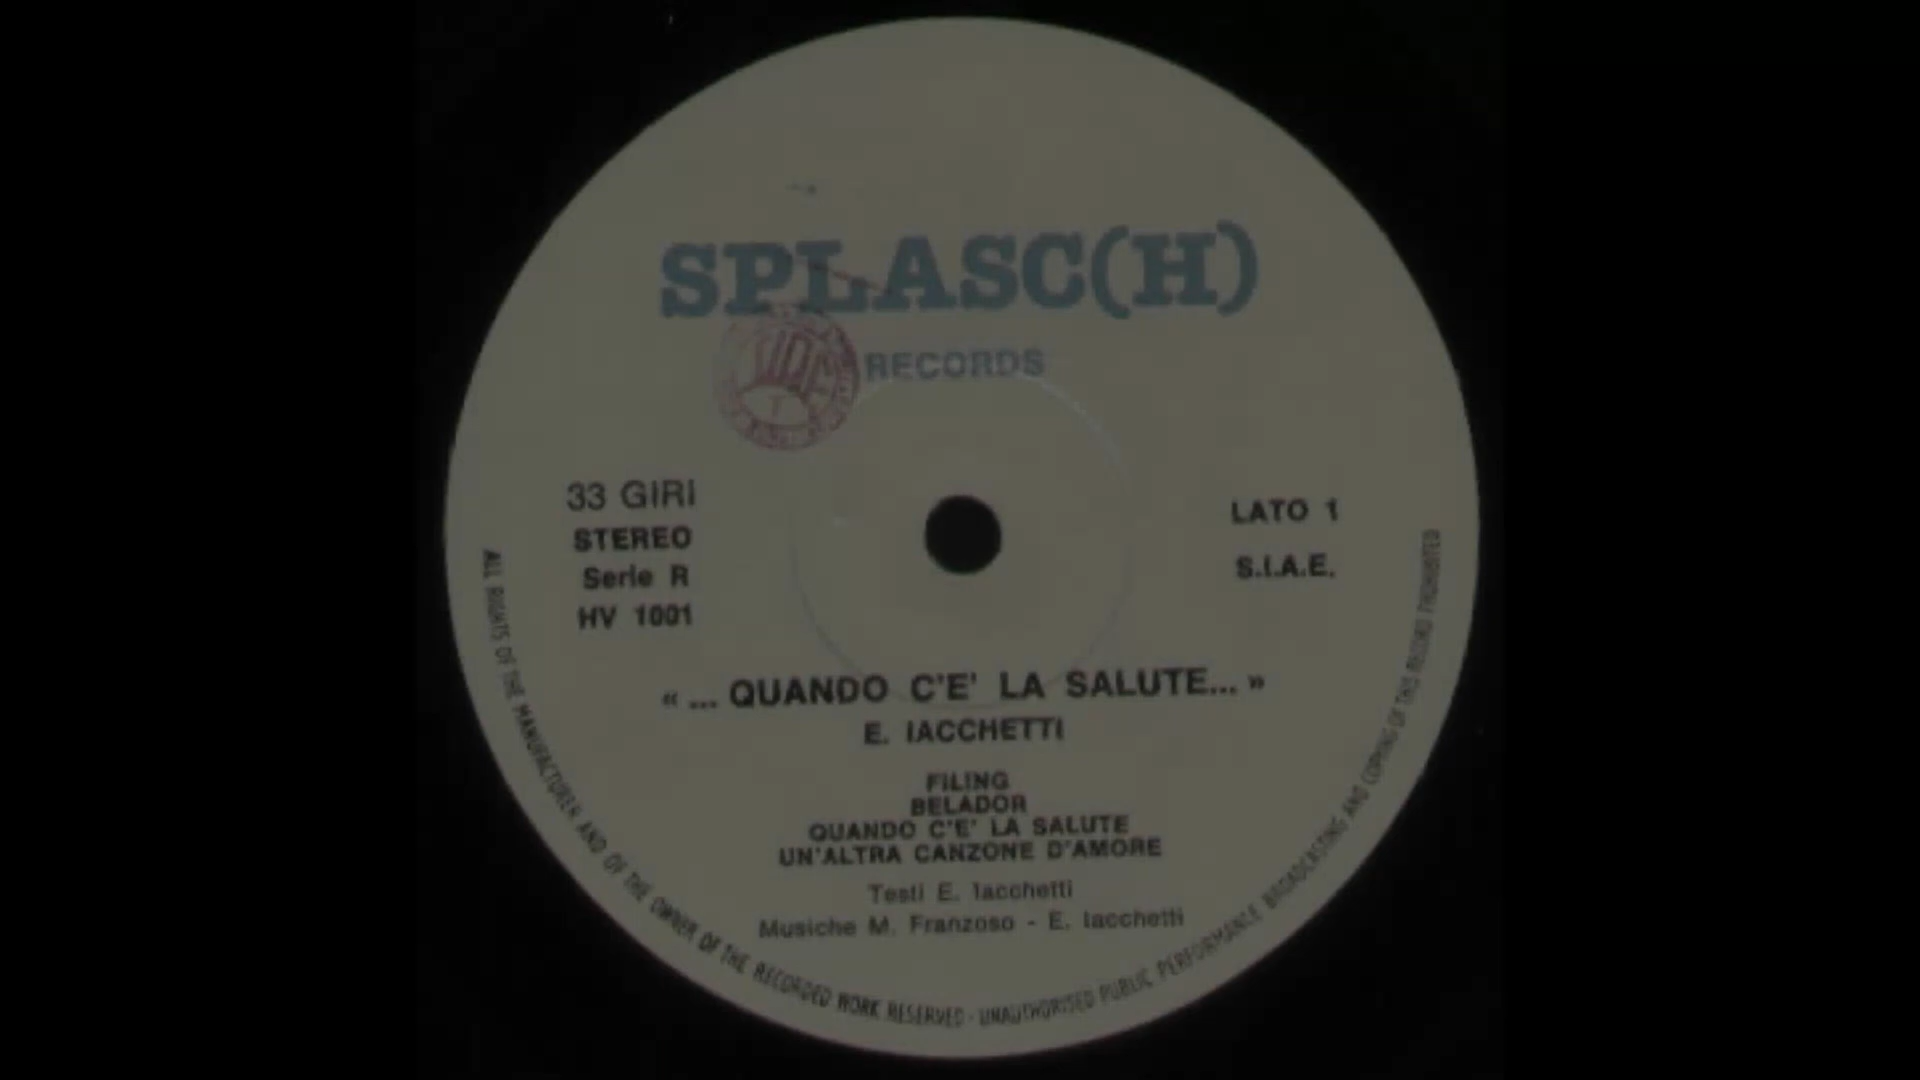 SPLASC(H)
RECORDS
33 GIRI
STEREO
Serie R
HV 1001
LATO 1
S.I.A.E.
« ... QUANDO C'E' LA SALUTE... »
E. IACCHETTI
FILING
BELADOR
QUANDO C'E' LA SALUTE
UN'ALTRA CANZONE D'AMORE
Testi E. Iacchetti
Musiche M. Franzoso - E. Iacchetti
ALL RIGHTS OF THE MANUFACTURER AND OF THE OWNER OF THE RECORDED WORK RESERVED - UNAUTHORISED PUBLIC PERFORMANCE BROADCASTING AND COPYING OF THIS RECORD PROHIBITED